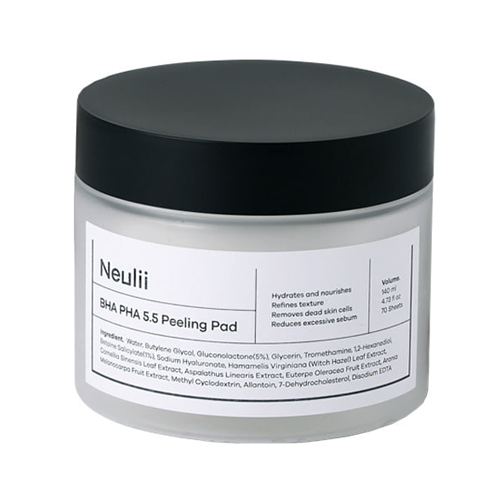 Neulii
BHA PHA 5.5 Peeling Pad
Hydrates and nourishes
Refines texture
Removes dead skin cells
Reduces excessive sebum
Volume.
140 ml
4.73 fl oz
70 Sheets
Ingredient. Water, Butylene Glycol, Gluconolactone(5%), Glycerin, Tromethamine, 1,2-Hexanediol,
Betaine Salicylate(1%), Sodium Hyaluronate, Hamamelis Virginiana (Witch Hazel) Leaf Extract,
Camellia Sinensis Leaf Extract, Aspalathus Linearis Extract, Euterpe Oleracea Fruit Extract, Aronia
Melanocarpa Fruit Extract, Methyl Cyclodextrin, Allantoin, 7-Dehydrocholesterol, Disodium EDTA